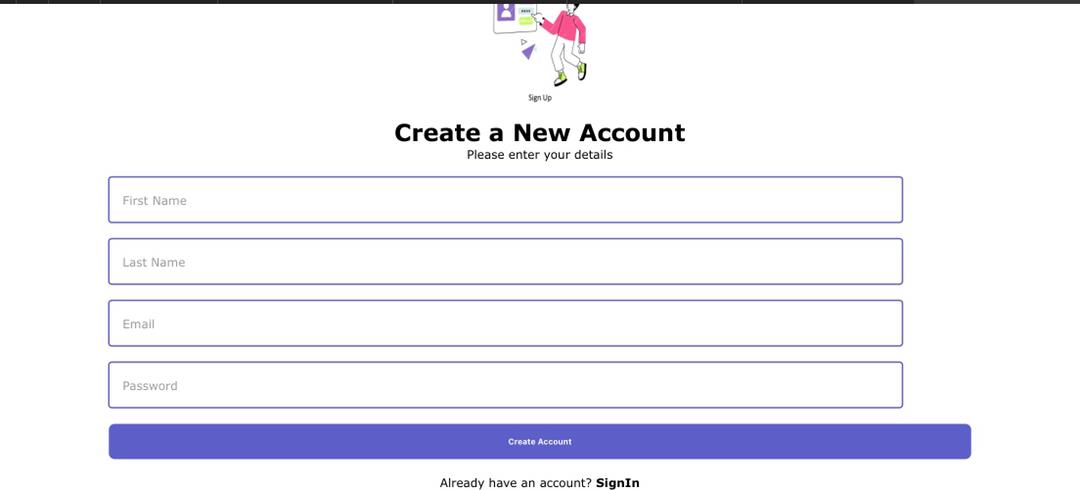 Sign Up
Create a New Account
Please enter your details
First Name
Last Name
Email
Password
Create Account
Already have an account? SignIn